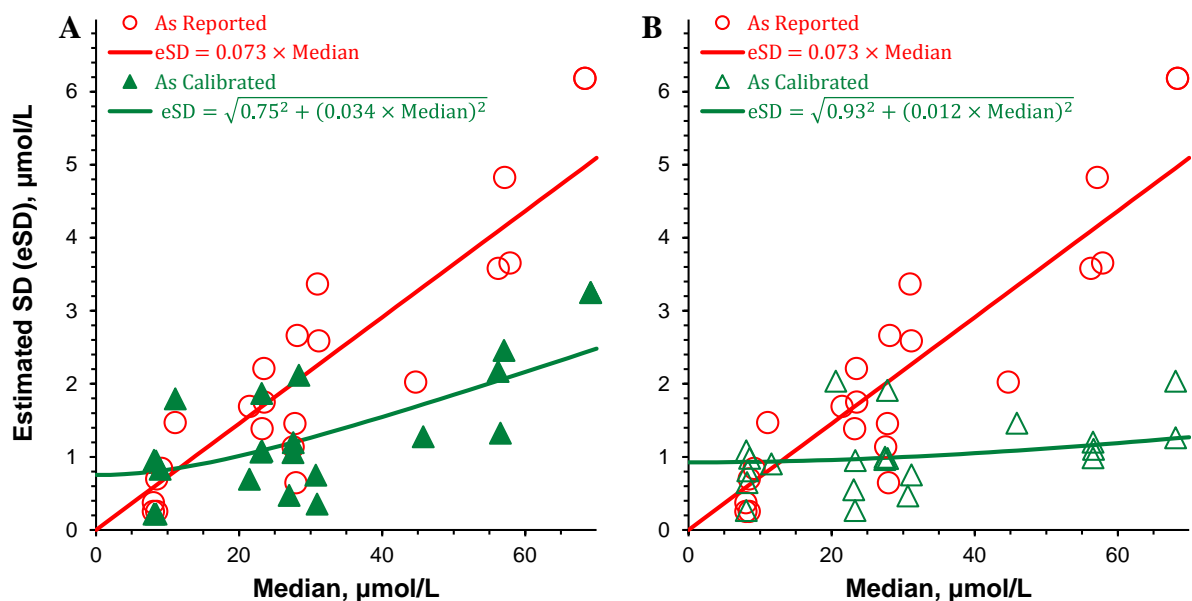 A
As Reported
eSD = 0.073 × Median
As Calibrated
eSD = √0.75² + (0.034 × Median)²
Estimated SD (eSD), µmol/L
6
5
4
3
2
1
0
0 20 40 60
Median, µmol/L
B
As Reported
eSD = 0.073 × Median
As Calibrated
eSD = √0.93² + (0.012 × Median)²
6
5
4
3
2
1
0
0 20 40 60
Median, µmol/L